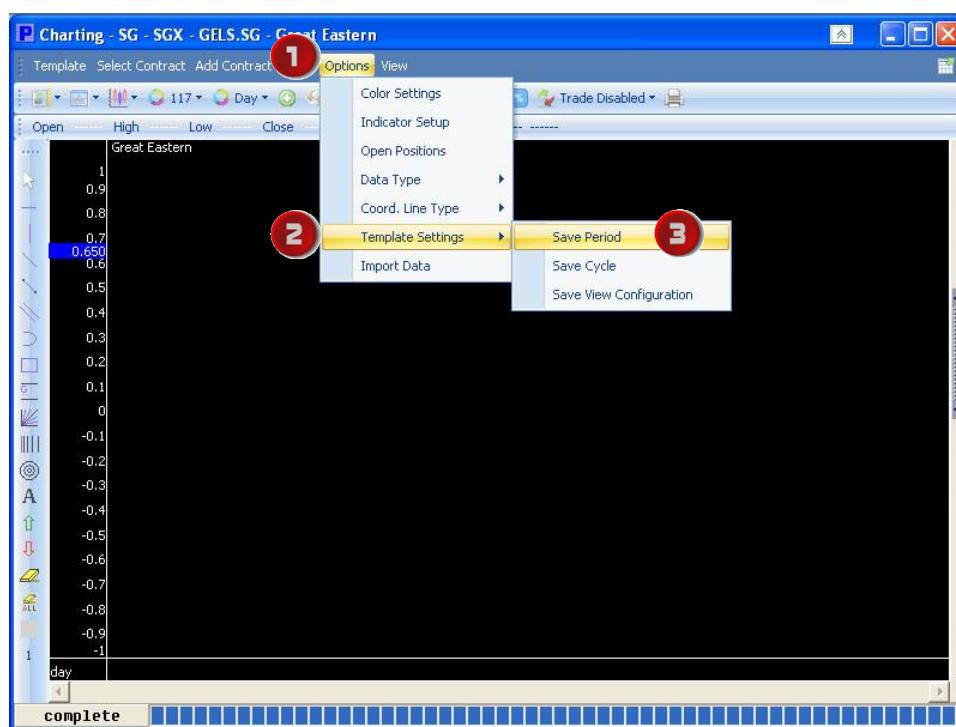 Charting - SG - SGX - GELS.SG - Great Eastern
Template Select Contract Add Contract 1 Options View
117 Day Trade Disabled
Open ------ High ------ Low ------ Close
Great Eastern
Color Settings
Indicator Setup
Open Positions
Data Type
Coord. Line Type
2 Template Settings
Import Data
Save Period 3
Save Cycle
Save View Configuration
1
0.9
0.8
0.7
0.650
0.6
0.5
0.4
0.3
0.2
0.1
0
-0.1
-0.2
-0.3
-0.4
-0.5
-0.6
-0.7
-0.8
-0.9
-1
G
A
ALL
1
day
complete